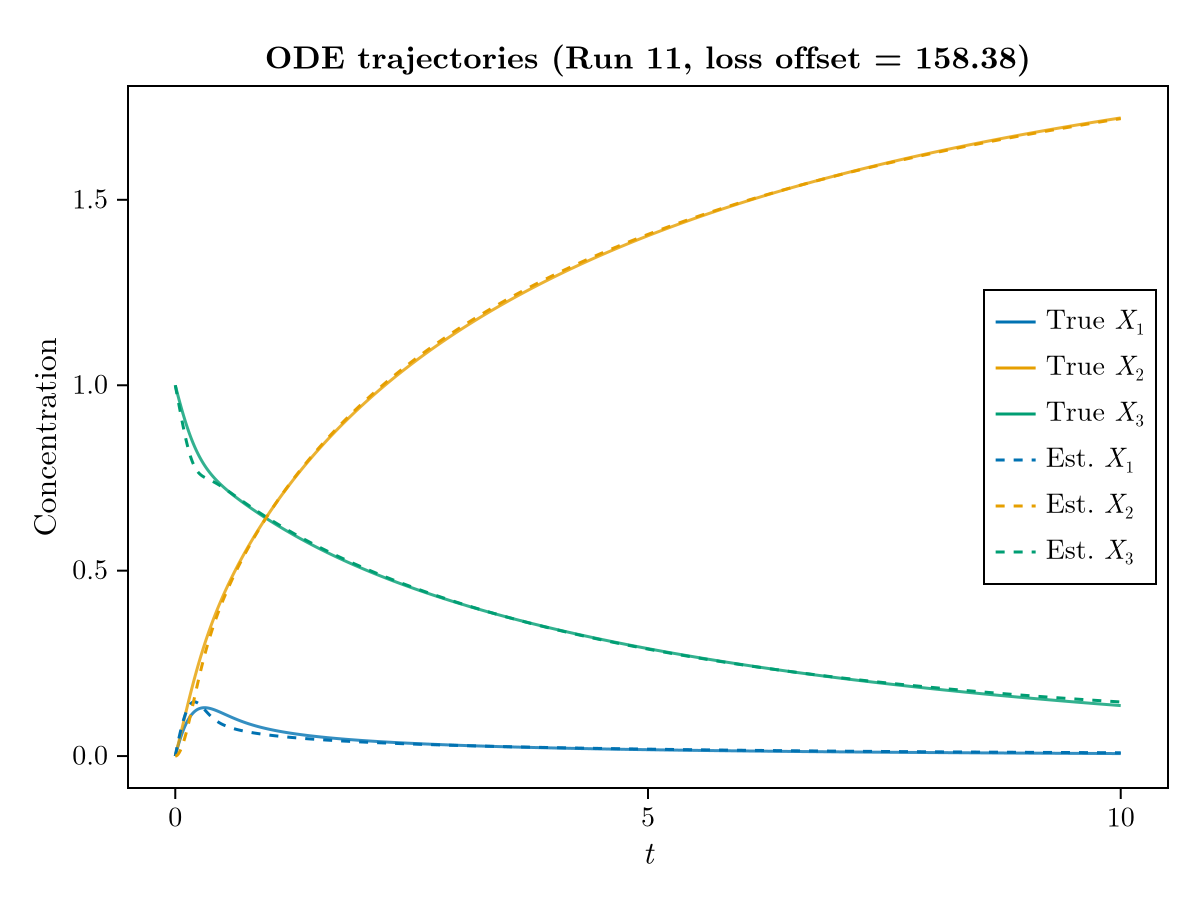 ODE trajectories (Run 11, loss offset = 158.38)
Concentration
1.5
1.0
0.5
0.0
0 5 10
t
True X₁
True X₂
True X₃
Est. X₁
Est. X₂
Est. X₃